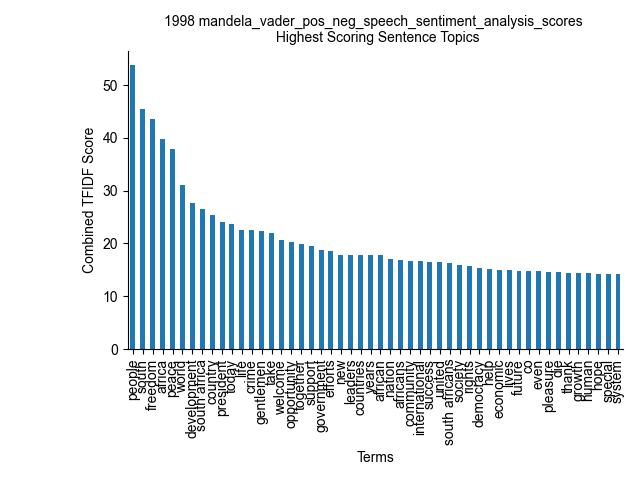 1998 mandela_vader_pos_neg_speech_sentiment_analysis_scores
Highest Scoring Sentence Topics
Combined TFIDF Score
50
40
30
20
10
0
people
south
freedom
africa
peace
world
development
south africa
country
president
today
life
crime
gentlemen
take
welcome
opportunity
together
support
government
efforts
new
leaders
countries
years
african
nation
africans
community
international
success
united
south africans
society
rights
democracy
help
economic
lives
future
co
even
pleasure
die
thank
growth
human
hope
special
system
Terms